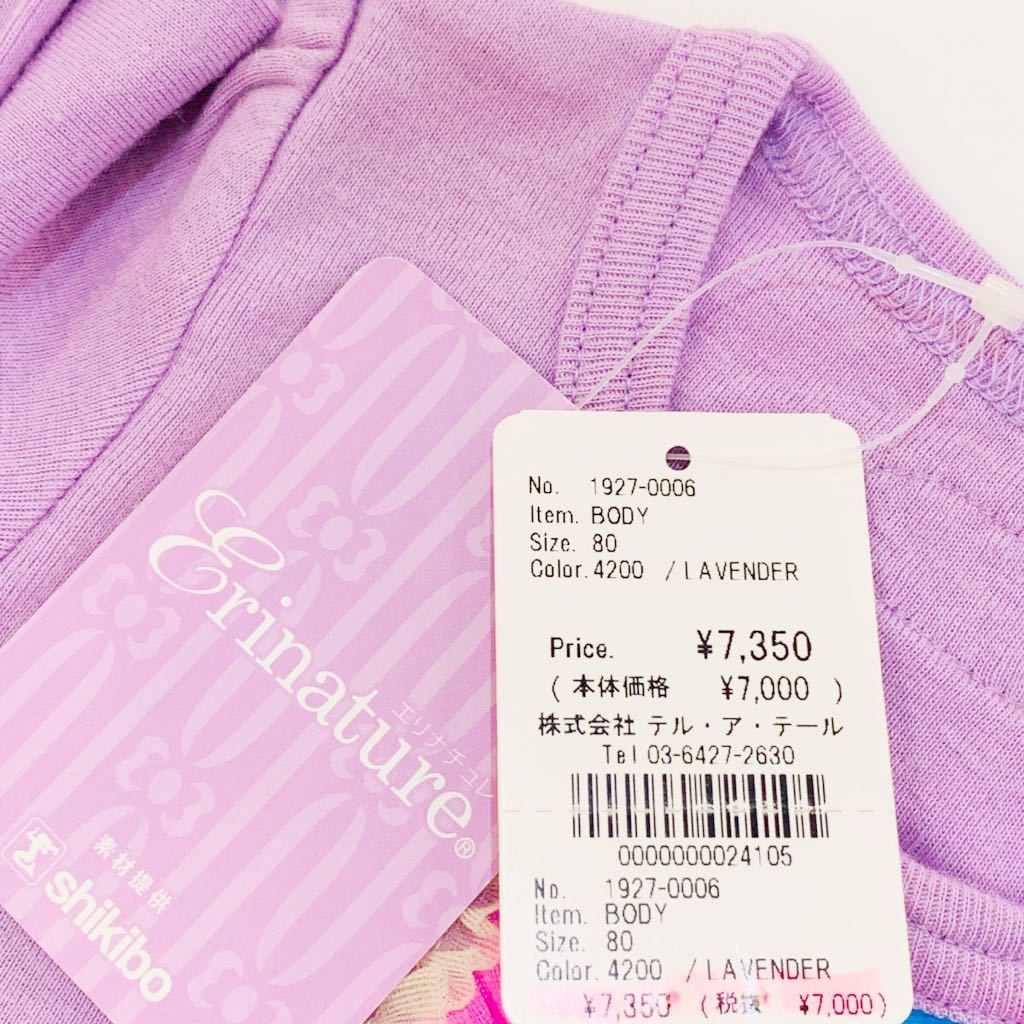 Erinature®
エリナチュレ
素材提供
shikibo
No. 1927-0006
Item. BODY
Size. 80
Color. 4200 / LAVENDER
Price. ¥7,350
( 本体価格 ¥7,000 )
株式会社 テル・ア・テール
Tel 03-6427-2630
0000000024105
No. 1927-0006
Item. BODY
Size. 80
Color. 4200 / LAVENDER
¥7,350 (税抜 ¥7,000)